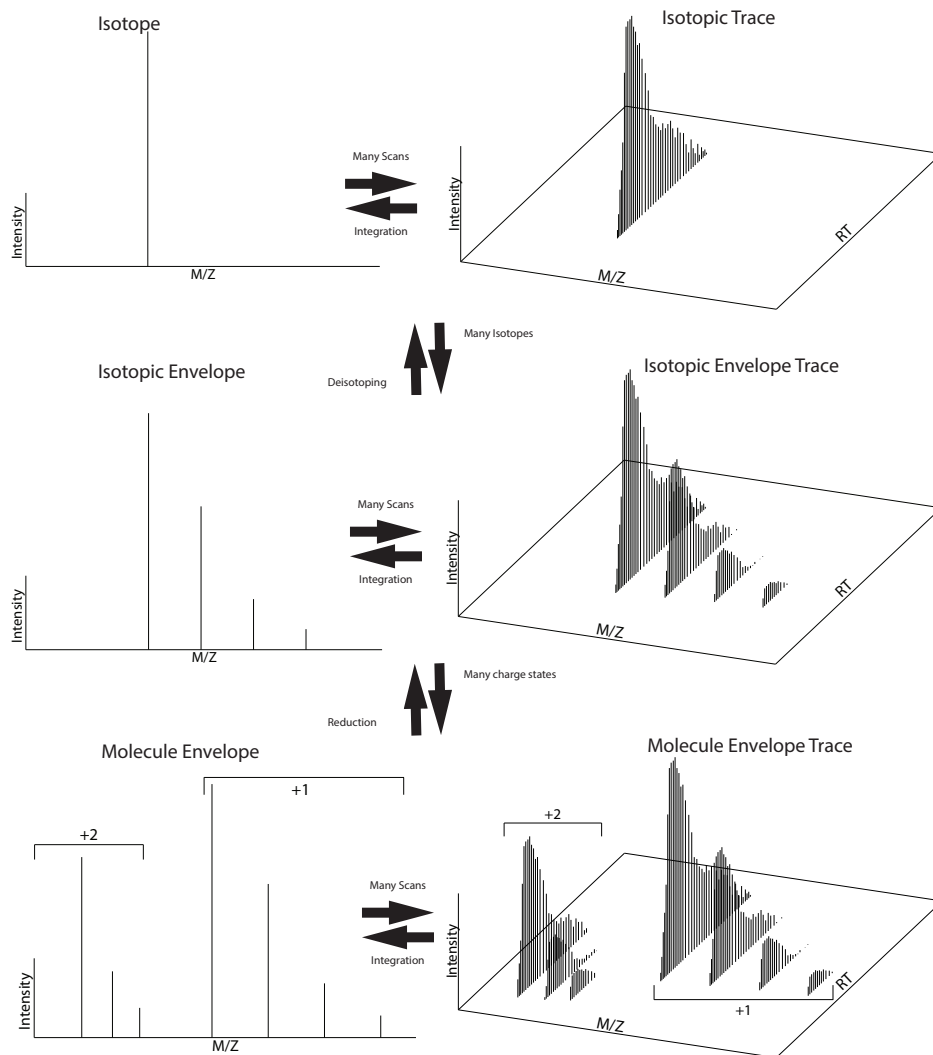 Isotope
Isotopic Trace
Many Scans
Integration
Intensity
M/Z
Intensity
M/Z
RT
Many Isotopes
Deisotoping
Isotopic Envelope
Isotopic Envelope Trace
Many Scans
Integration
Intensity
M/Z
Intensity
M/Z
RT
Many charge states
Reduction
Molecule Envelope
Molecule Envelope Trace
+1
+2
+2
Many Scans
Integration
Intensity
M/Z
Intensity
M/Z
RT
+1